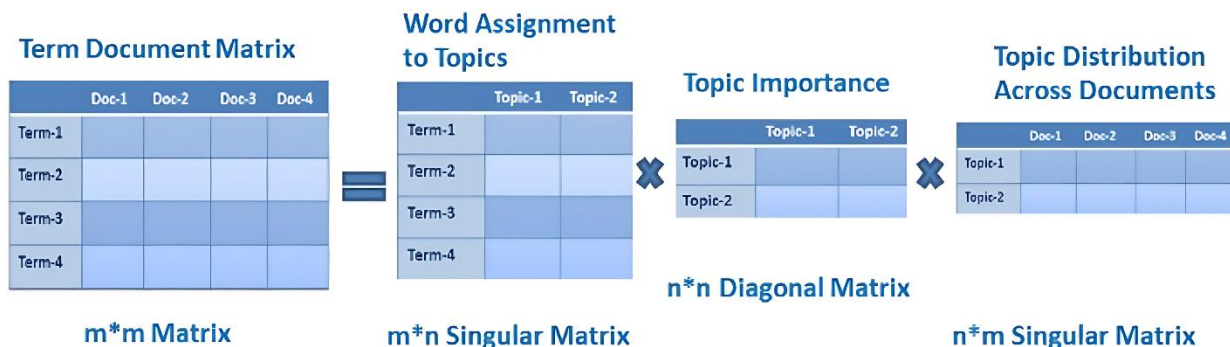 Term Document Matrix
Doc-1 Doc-2 Doc-3 Doc-4
Term-1
Term-2
Term-3
Term-4
m*m Matrix
Word Assignment
to Topics
Topic-1 Topic-2
Term-1
Term-2
Term-3
Term-4
m*n Singular Matrix
Topic Importance
Topic-1 Topic-2
Topic-1
Topic-2
n*n Diagonal Matrix
Topic Distribution
Across Documents
Doc-1 Doc-2 Doc-3 Doc-4
Topic-1
Topic-2
n*m Singular Matrix